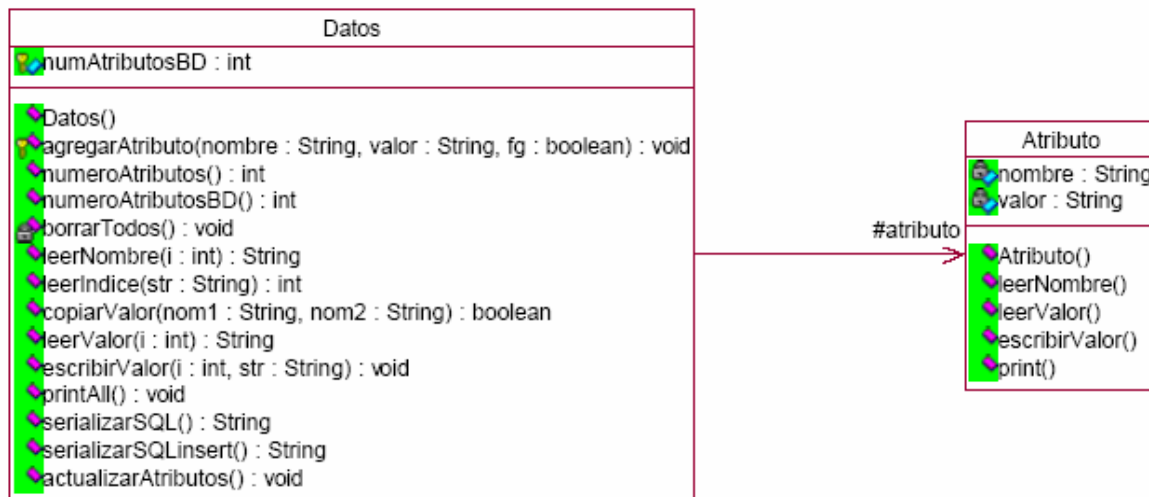 Datos
numAtributosBD : int
Datos()
agregarAtributo(nombre : String, valor : String, fg : boolean) : void
numeroAtributos() : int
numeroAtributosBD() : int
borrarTodos() : void
leerNombre(i : int) : String
leerIndice(str : String) : int
copiarValor(nom1 : String, nom2 : String) : boolean
leerValor(i : int) : String
escribirValor(i : int, str : String) : void
printAll() : void
serializarSQL() : String
serializarSQLinsert() : String
actualizarAtributos() : void
#atributo
Atributo
nombre : String
valor : String
Atributo()
leerNombre()
leerValor()
escribirValor()
print()